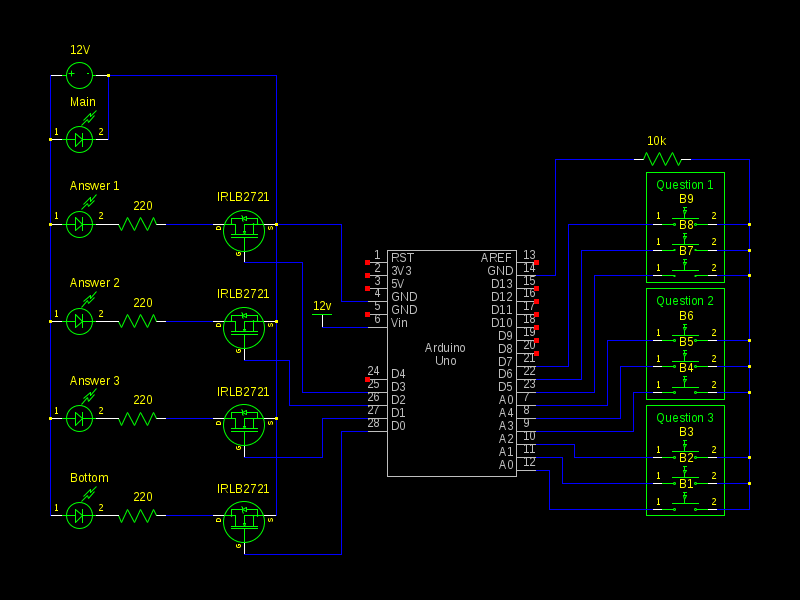 12V
+ -
Main
1 2
Answer 1
1 2
220
IRLB2721
D S
G
Answer 2
1 2
220
IRLB2721
D S
G
Answer 3
1 2
220
IRLB2721
D S
G
Bottom
1 2
220
IRLB2721
D S
G
12v
Arduino
Uno
1 RST
2 3V3
3 5V
4 GND
5 GND
6 Vin
24 D4
25 D3
26 D2
27 D1
28 D0
AREF 13
GND 14
D13 15
D12 16
D11 17
D10 18
D9 19
D8 20
D7 21
D6 22
D5 23
A0 7
A4 8
A3 9
A2 10
A1 11
A0 12
10k
Question 1
B9
1 2
B8
1 2
B7
1 2
Question 2
B6
1 2
B5
1 2
B4
1 2
Question 3
B3
1 2
B2
1 2
B1
1 2